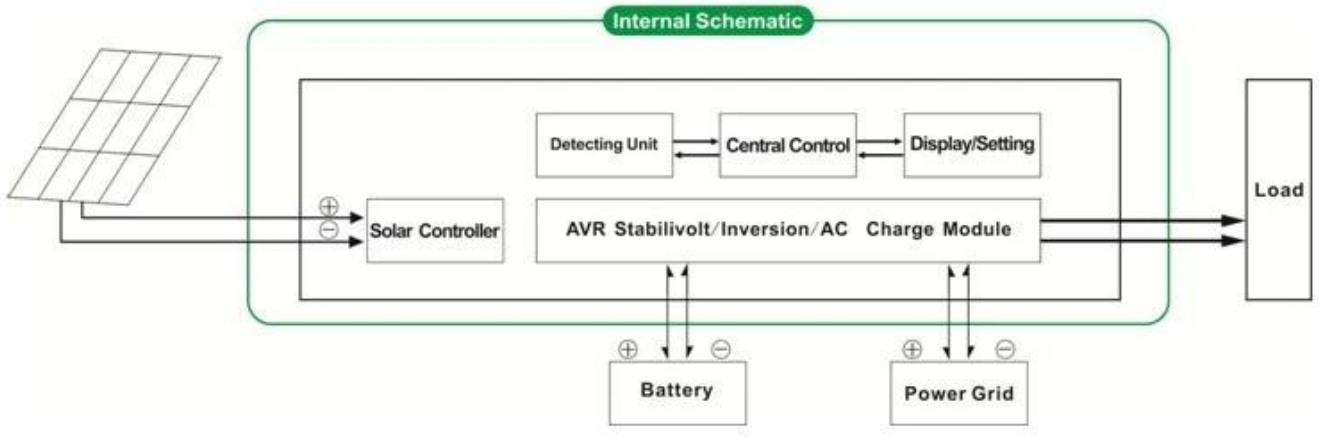 Internal Schematic
Detecting Unit
Central Control
Display/Setting
Load
⊕
⊖
Solar Controller
AVR Stabilivolt/Inversion/AC Charge Module
⊕ ⊖
⊕ ⊖
Battery
Power Grid